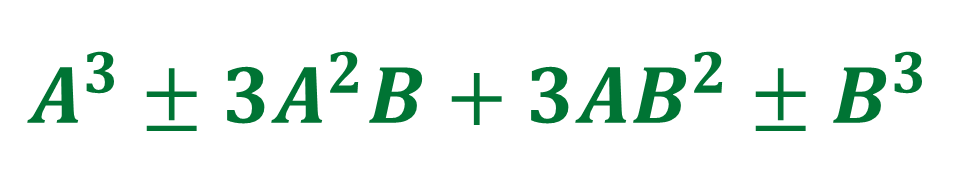 A³ ± 3A²B + 3AB² ± B³